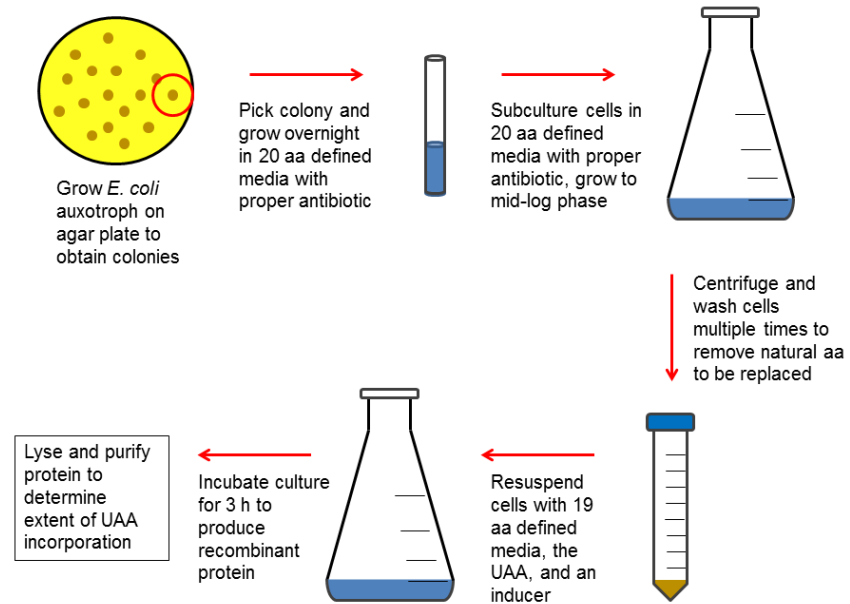 Grow E. coli
auxotroph on
agar plate to
obtain colonies
Pick colony and
grow overnight
in 20 aa defined
media with
proper antibiotic
Subculture cells in
20 aa defined
media with proper
antibiotic, grow to
mid-log phase
Centrifuge and
wash cells
multiple times to
remove natural aa
to be replaced
Resuspend
cells with 19
aa defined
media, the
UAA, and an
inducer
Incubate culture
for 3 h to
produce
recombinant
protein
Lyse and purify
protein to
determine
extent of UAA
incorporation